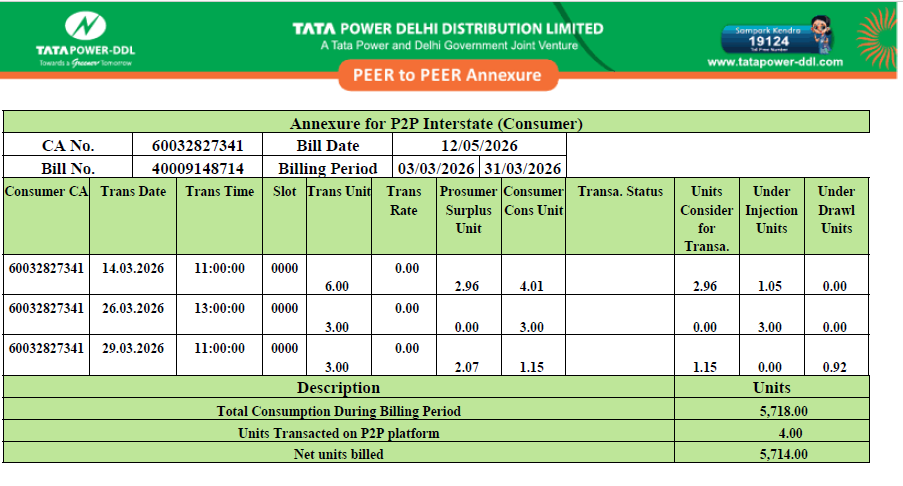 TATA POWER-DDL
Towards a Greener Tomorrow
TATA POWER DELHI DISTRIBUTION LIMITED
A Tata Power and Delhi Government Joint Venture
Sampark Kendra
19124
Toll Free Number
www.tatapower-ddl.com
PEER to PEER Annexure
Annexure for P2P Interstate (Consumer)
CA No. 60032827341 Bill Date 12/05/2026
Bill No. 40009148714 Billing Period 03/03/2026 31/03/2026
Consumer CA Trans Date Trans Time Slot Trans Unit Trans Rate Prosumer Surplus Unit Consumer Cons Unit Transa. Status Units Consider for Transa. Under Injection Units Under Drawl Units
60032827341 14.03.2026 11:00:00 0000 6.00 0.00 2.96 4.01 2.96 1.05 0.00
60032827341 26.03.2026 13:00:00 0000 3.00 0.00 0.00 3.00 0.00 3.00 0.00
60032827341 29.03.2026 11:00:00 0000 3.00 0.00 2.07 1.15 1.15 0.00 0.92
Description Units
Total Consumption During Billing Period 5,718.00
Units Transacted on P2P platform 4.00
Net units billed 5,714.00